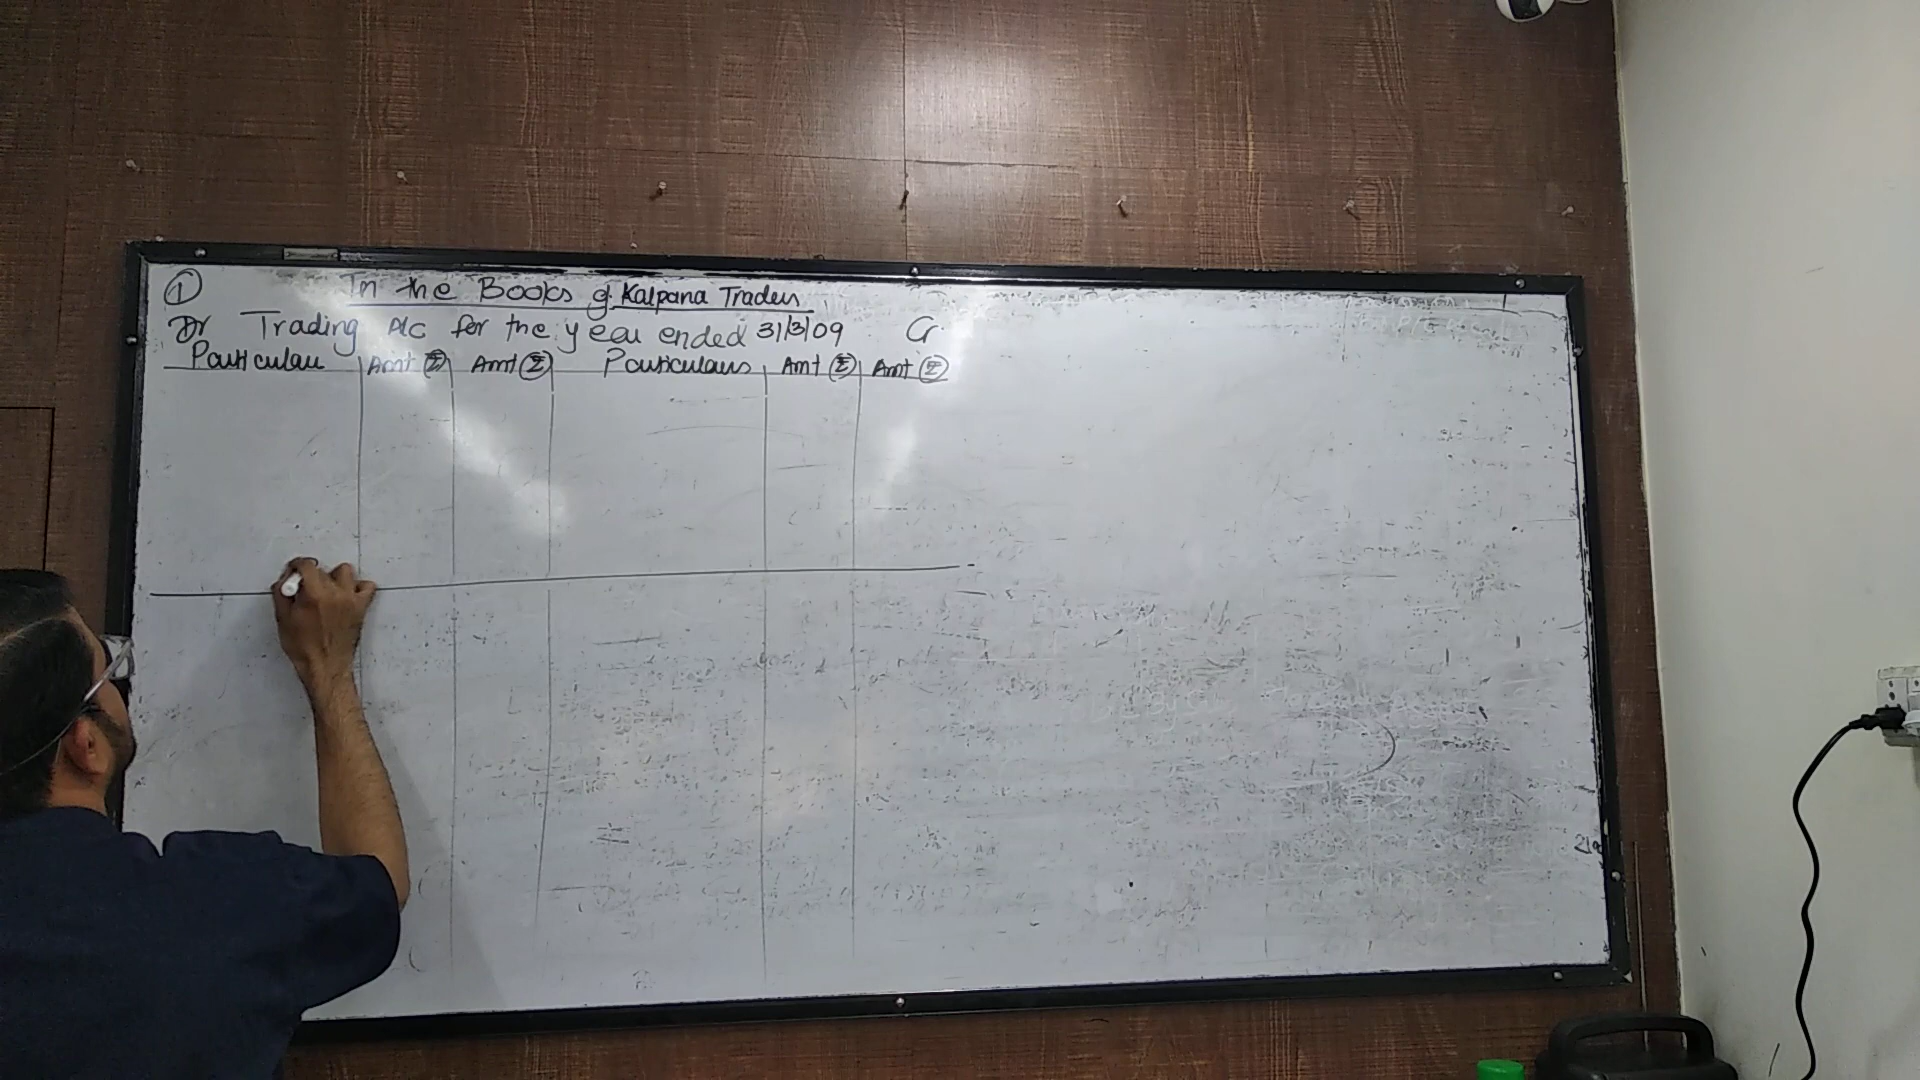 ① In the Books of Kalpana Traders
Dr Trading A/c for the year ended 31/3/09 Cr
Particulars Amt (₹) Amt (₹) Particulars Amt (₹) Amt (₹)